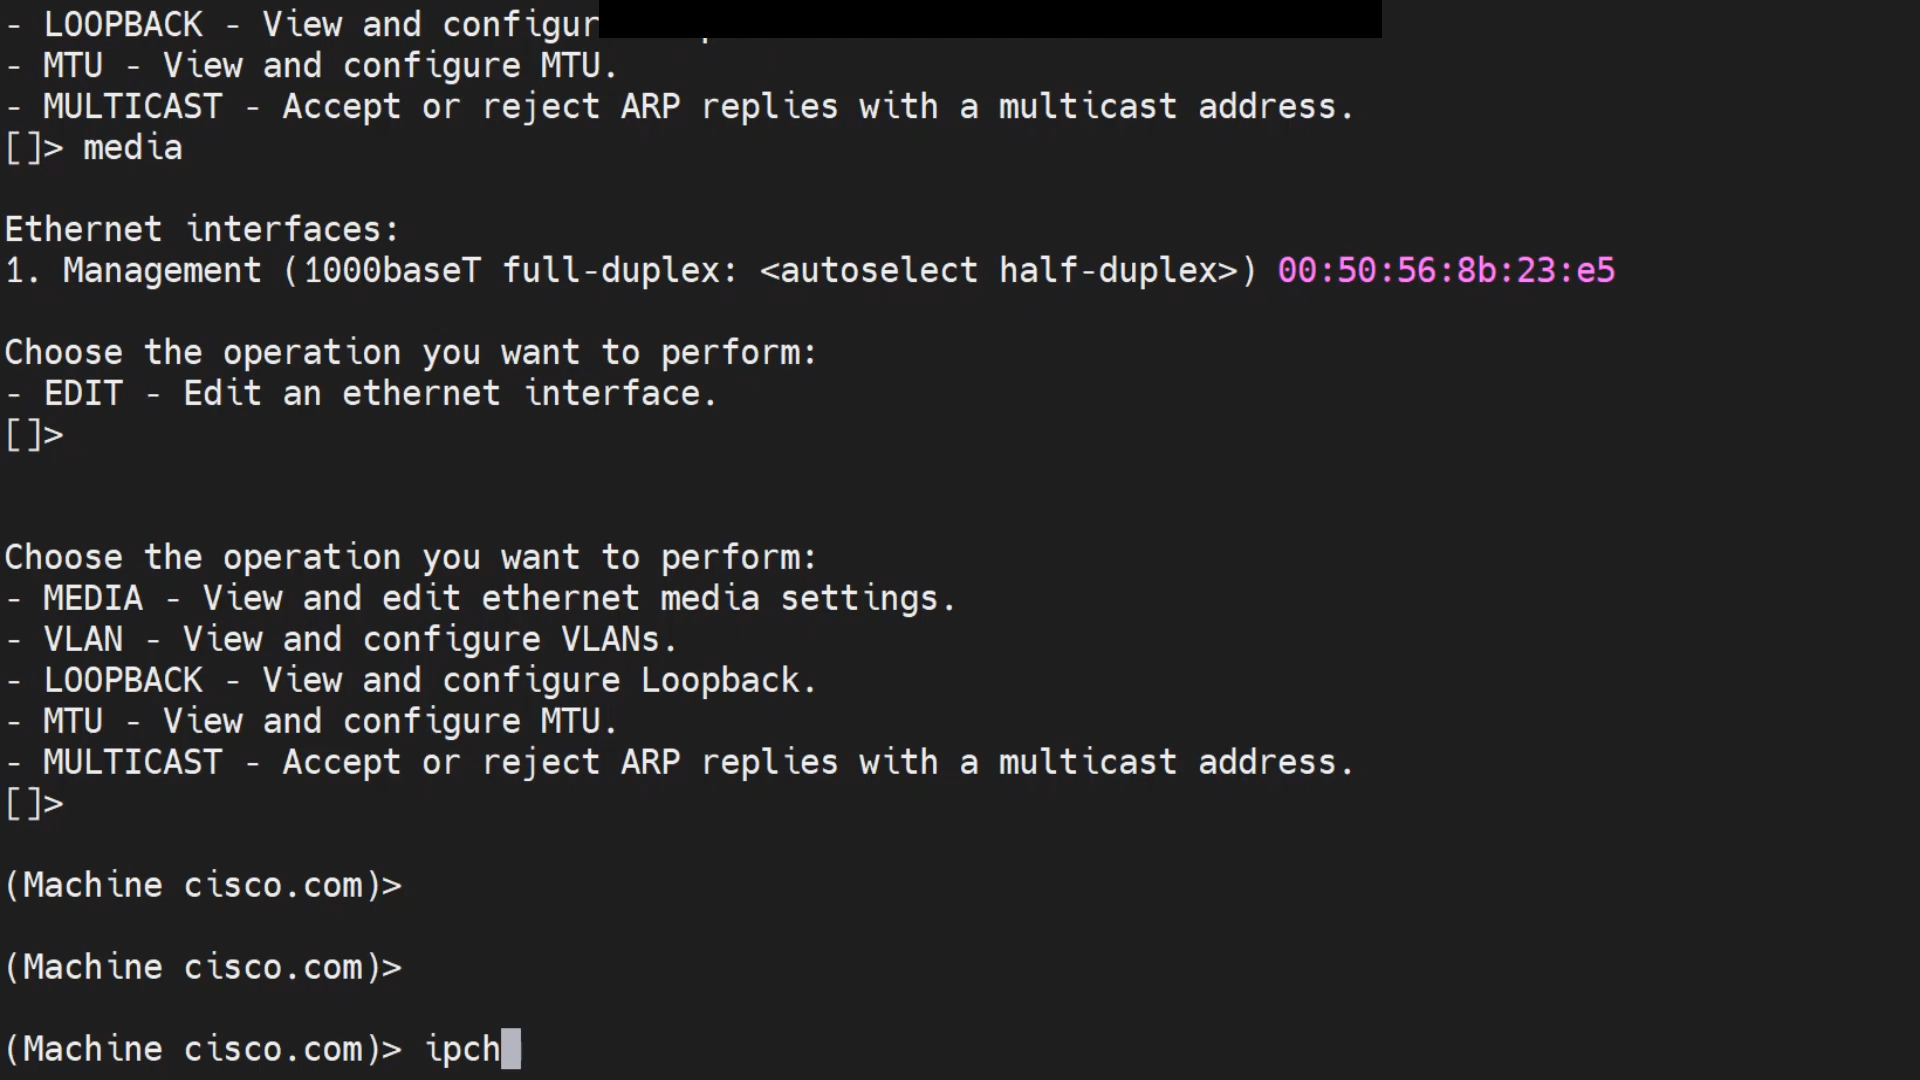 - LOOPBACK - View and configur
- MTU - View and configure MTU.
- MULTICAST - Accept or reject ARP replies with a multicast address.
[]> media
Ethernet interfaces:
1. Management (1000baseT full-duplex: <autoselect half-duplex>) 00:50:56:8b:23:e5
Choose the operation you want to perform:
- EDIT - Edit an ethernet interface.
[]>
Choose the operation you want to perform:
- MEDIA - View and edit ethernet media settings.
- VLAN - View and configure VLANs.
- LOOPBACK - View and configure Loopback.
- MTU - View and configure MTU.
- MULTICAST - Accept or reject ARP replies with a multicast address.
[]>
(Machine cisco.com)>
(Machine cisco.com)>
(Machine cisco.com)> ipch